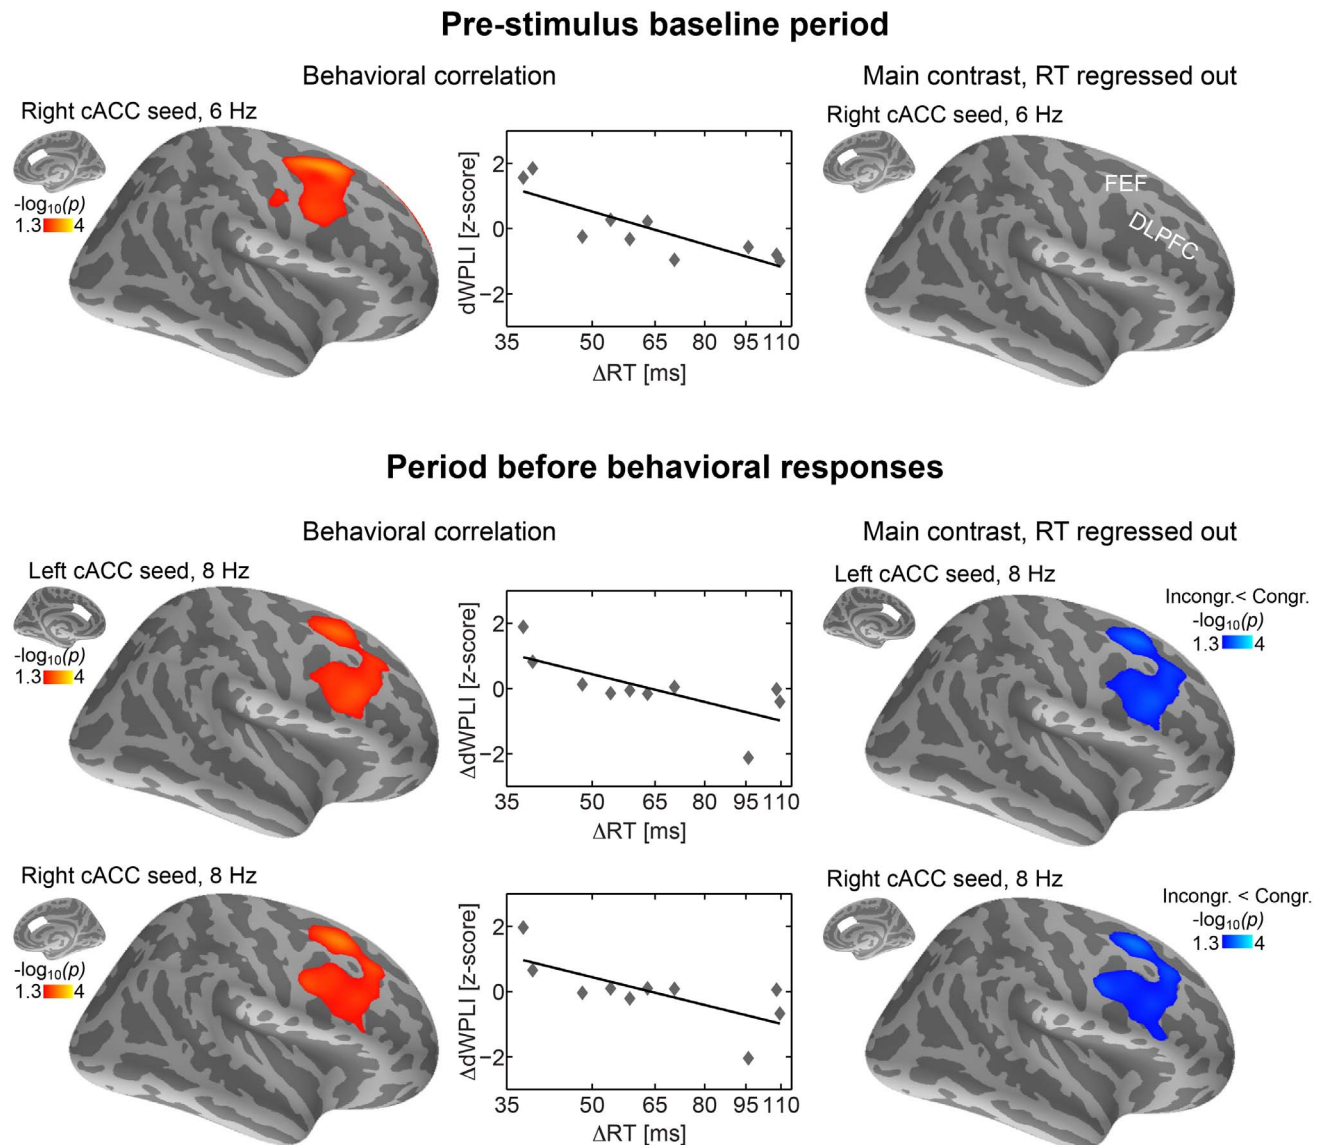 Pre-stimulus baseline period
Behavioral correlation
Main contrast, RT regressed out
Right cACC seed, 6 Hz
-log10(p)
1.3 4
dWPLI [z-score]
2
0
−2
35 50 65 80 95 110
ΔRT [ms]
Right cACC seed, 6 Hz
FEF
DLPFC
Period before behavioral responses
Behavioral correlation
Main contrast, RT regressed out
Left cACC seed, 8 Hz
-log10(p)
1.3 4
ΔdWPLI [z-score]
2
0
−2
35 50 65 80 95 110
ΔRT [ms]
Left cACC seed, 8 Hz
Incongr.< Congr.
-log10(p)
1.3 4
Right cACC seed, 8 Hz
-log10(p)
1.3 4
ΔdWPLI [z-score]
2
0
−2
35 50 65 80 95 110
ΔRT [ms]
Right cACC seed, 8 Hz
Incongr. < Congr.
-log10(p)
1.3 4